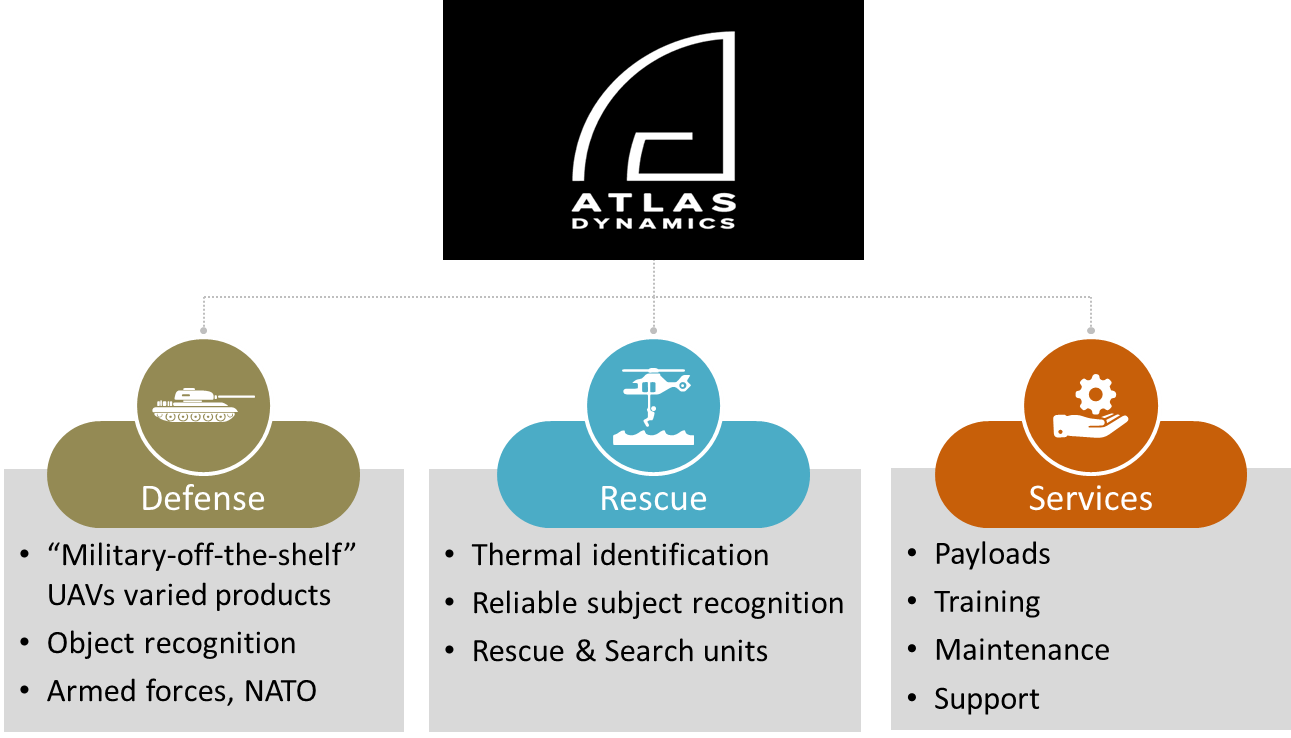 ATLAS
DYNAMICS
Defense
• “Military-off-the-shelf”
UAVs varied products
• Object recognition
• Armed forces, NATO
Rescue
• Thermal identification
• Reliable subject recognition
• Rescue & Search units
Services
• Payloads
• Training
• Maintenance
• Support